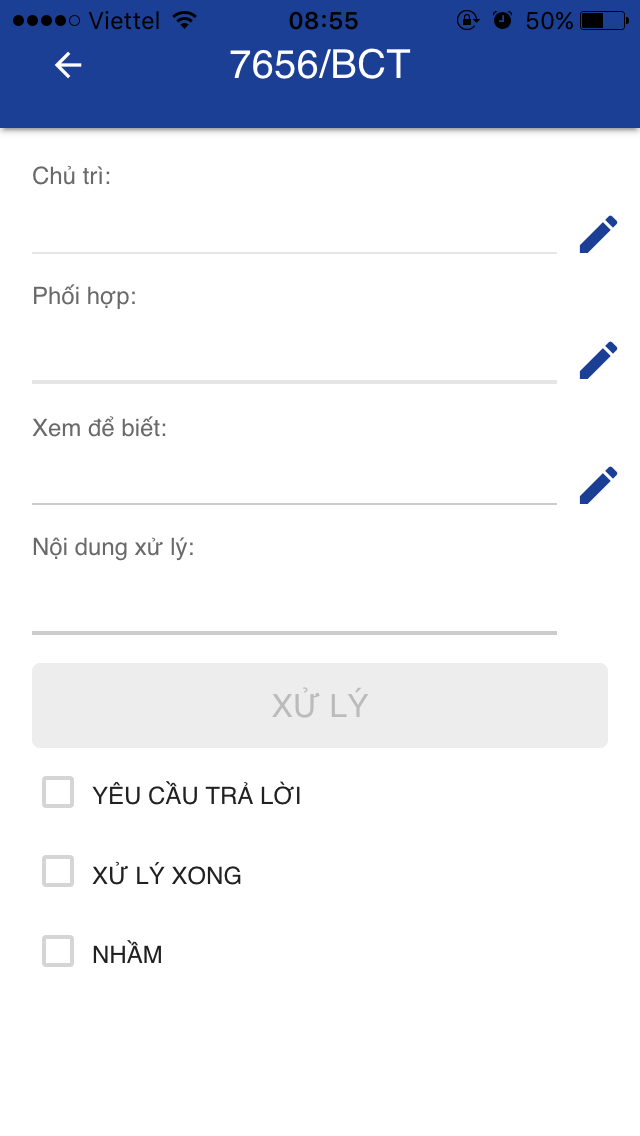 Viettel 08:55 50%
7656/BCT
Chủ trì:
Phối hợp:
Xem để biết:
Nội dung xử lý:
XỬ LÝ
YÊU CẦU TRẢ LỜI
XỬ LÝ XONG
NHẦM